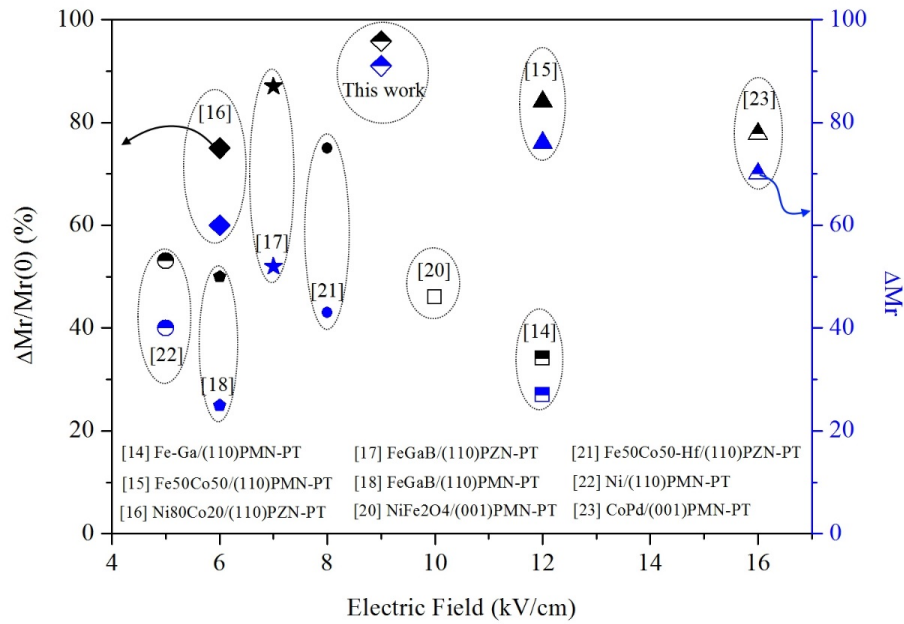 100
80
60
40
20
0
ΔMr/Mr(0) (%)
4
6
8
10
12
14
16
Electric Field (kV/cm)
100
80
60
40
20
0
ΔMr
This work
[15]
[16]
[23]
[17]
[20]
[21]
[14]
[22]
[18]
[14] Fe-Ga/(110)PMN-PT
[15] Fe50Co50/(110)PMN-PT
[16] Ni80Co20/(110)PZN-PT
[17] FeGaB/(110)PZN-PT
[18] FeGaB/(110)PMN-PT
[20] NiFe2O4/(001)PMN-PT
[21] Fe50Co50-Hf/(110)PZN-PT
[22] Ni/(110)PMN-PT
[23] CoPd/(001)PMN-PT